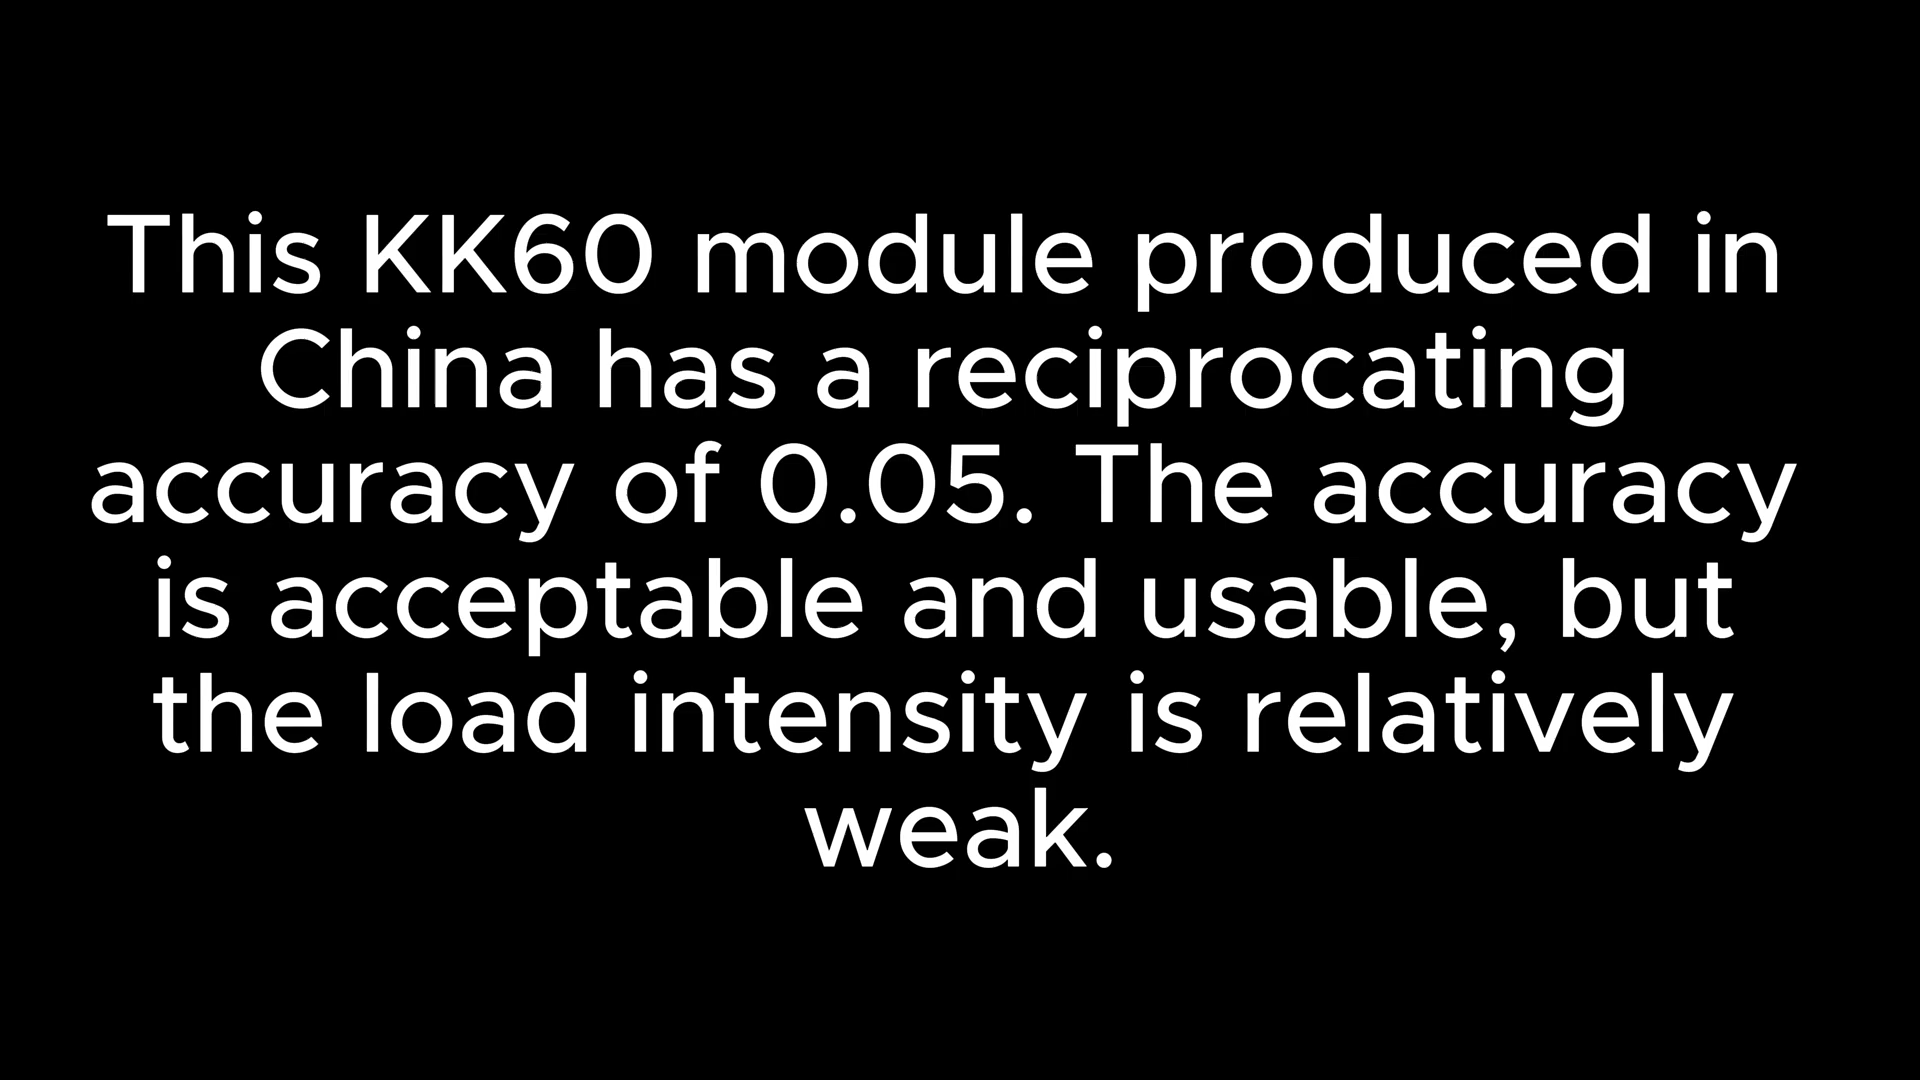 This KK60 module produced in
China has a reciprocating
accuracy of 0.05. The accuracy
is acceptable and usable, but
the load intensity is relatively
weak.